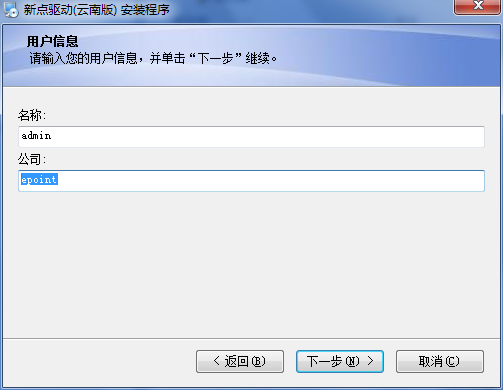 新点驱动(云南版) 安装程序
用户信息
请输入您的用户信息，并单击“下一步”继续。
名称:
admin
公司:
epoint
< 返回(B) 下一步(N) > 取消(C)